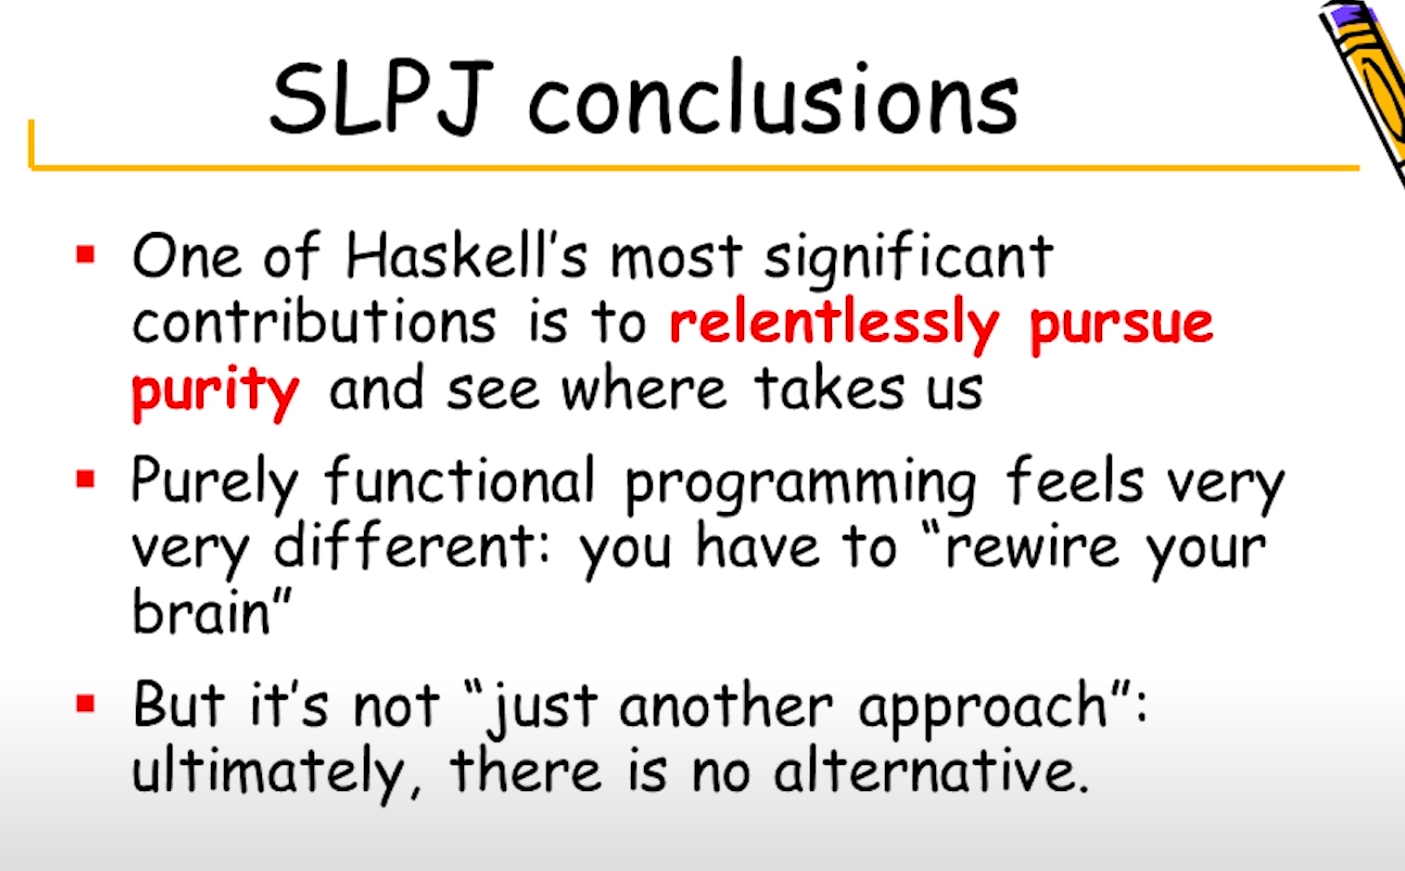 SLPJ conclusions
One of Haskell's most significant
contributions is to relentlessly pursue
purity and see where takes us
Purely functional programming feels very
very different: you have to “rewire your
brain”
But it's not “just another approach”:
ultimately, there is no alternative.